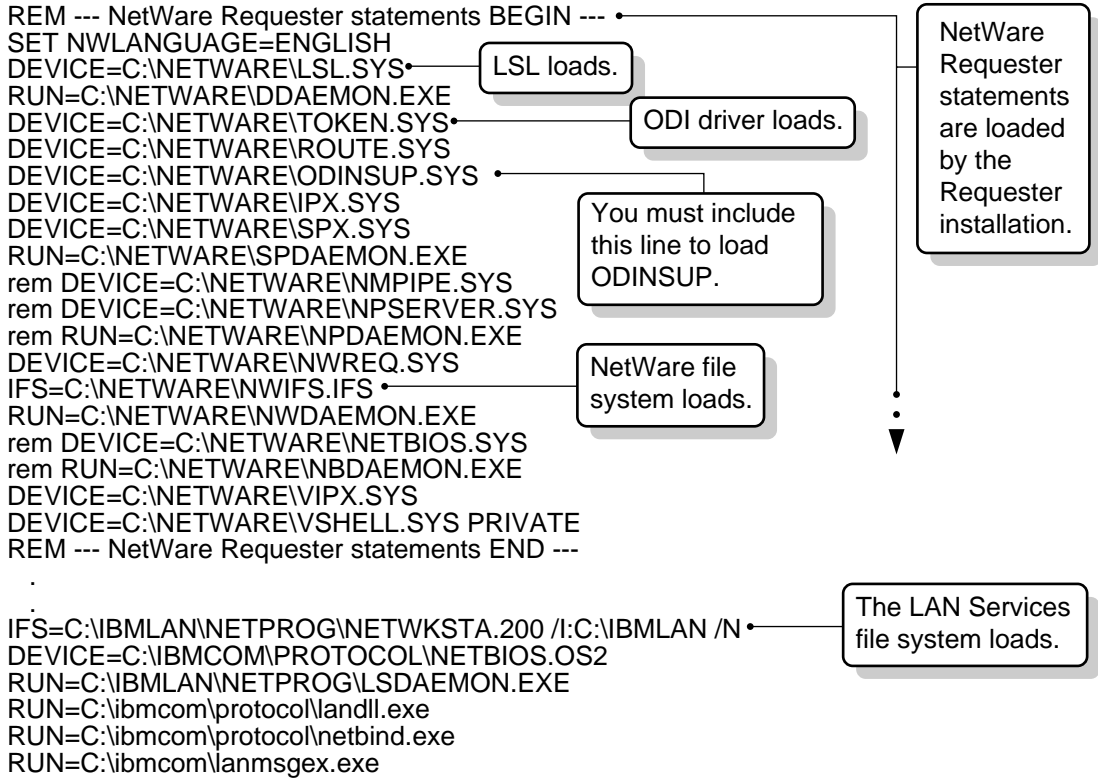 REM --- NetWare Requester statements BEGIN ---
SET NWLANGUAGE=ENGLISH
DEVICE=C:\NETWARE\LSL.SYS
LSL loads.
RUN=C:\NETWARE\DDAEMON.EXE
DEVICE=C:\NETWARE\TOKEN.SYS
ODI driver loads.
DEVICE=C:\NETWARE\ROUTE.SYS
DEVICE=C:\NETWARE\ODINSUP.SYS
DEVICE=C:\NETWARE\IPX.SYS
DEVICE=C:\NETWARE\SPX.SYS
RUN=C:\NETWARE\SPDAEMON.EXE
You must include
this line to load
ODINSUP.
NetWare
Requester
statements
are loaded
by the
Requester
installation.
rem DEVICE=C:\NETWARE\NMPIPE.SYS
rem DEVICE=C:\NETWARE\NPSERVER.SYS
rem RUN=C:\NETWARE\NPDAEMON.EXE
DEVICE=C:\NETWARE\NWREQ.SYS
IFS=C:\NETWARE\NWIFS.IFS
NetWare file
system loads.
RUN=C:\NETWARE\NWDAEMON.EXE
rem DEVICE=C:\NETWARE\NETBIOS.SYS
rem RUN=C:\NETWARE\NBDAEMON.EXE
DEVICE=C:\NETWARE\VIPX.SYS
DEVICE=C:\NETWARE\VSHELL.SYS PRIVATE
REM --- NetWare Requester statements END ---
.
.
IFS=C:\IBMLAN\NETPROG\NETWKSTA.200 /I:C:\IBMLAN /N
The LAN Services
file system loads.
DEVICE=C:\IBMCOM\PROTOCOL\NETBIOS.OS2
RUN=C:\IBMLAN\NETPROG\LSDAEMON.EXE
RUN=C:\ibmcom\protocol\landll.exe
RUN=C:\ibmcom\protocol\netbind.exe
RUN=C:\ibmcom\lanmsgex.exe